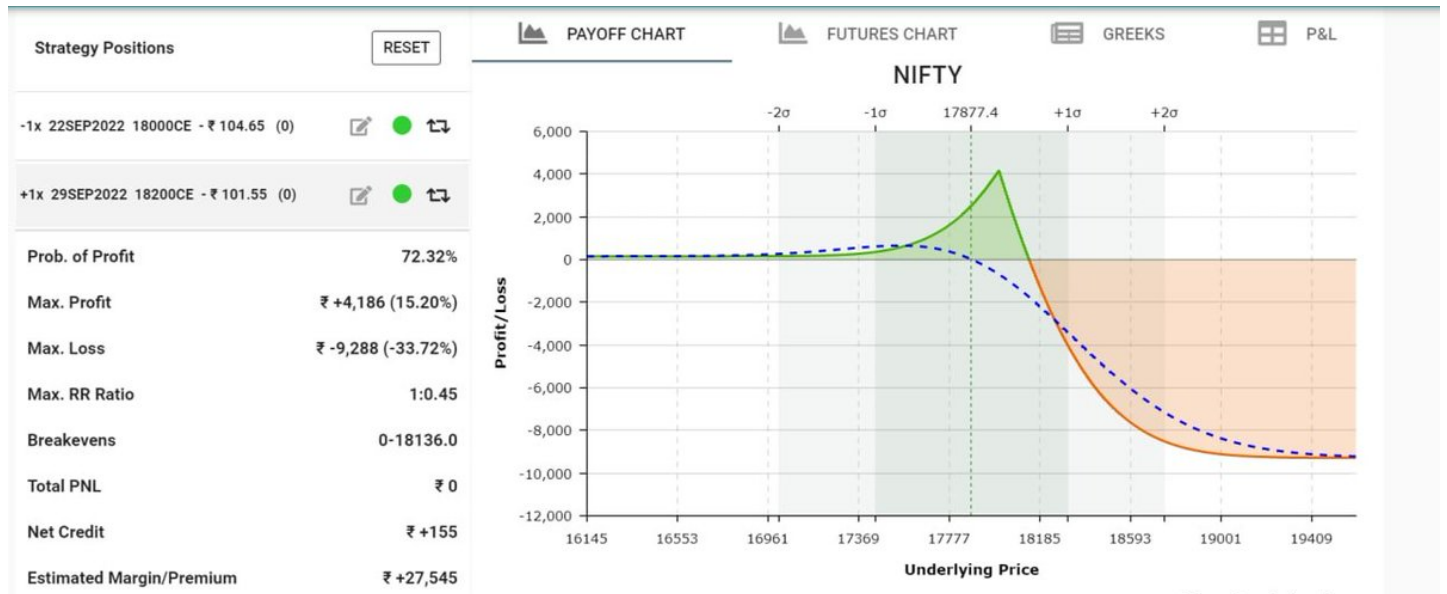 Strategy Positions
RESET
-1x 22SEP2022 18000CE - ₹ 104.65 (0)
+1x 29SEP2022 18200CE - ₹ 101.55 (0)
Prob. of Profit 72.32%
Max. Profit ₹ +4,186 (15.20%)
Max. Loss ₹ -9,288 (-33.72%)
Max. RR Ratio 1:0.45
Breakevens 0-18136.0
Total PNL ₹ 0
Net Credit ₹ +155
Estimated Margin/Premium ₹ +27,545
PAYOFF CHART FUTURES CHART GREEKS P&L
NIFTY
-2σ -1σ 17877.4 +1σ +2σ
6,000
4,000
2,000
0
-2,000
-4,000
-6,000
-8,000
-10,000
-12,000
Profit/Loss
16145 16553 16961 17369 17777 18185 18593 19001 19409
Underlying Price